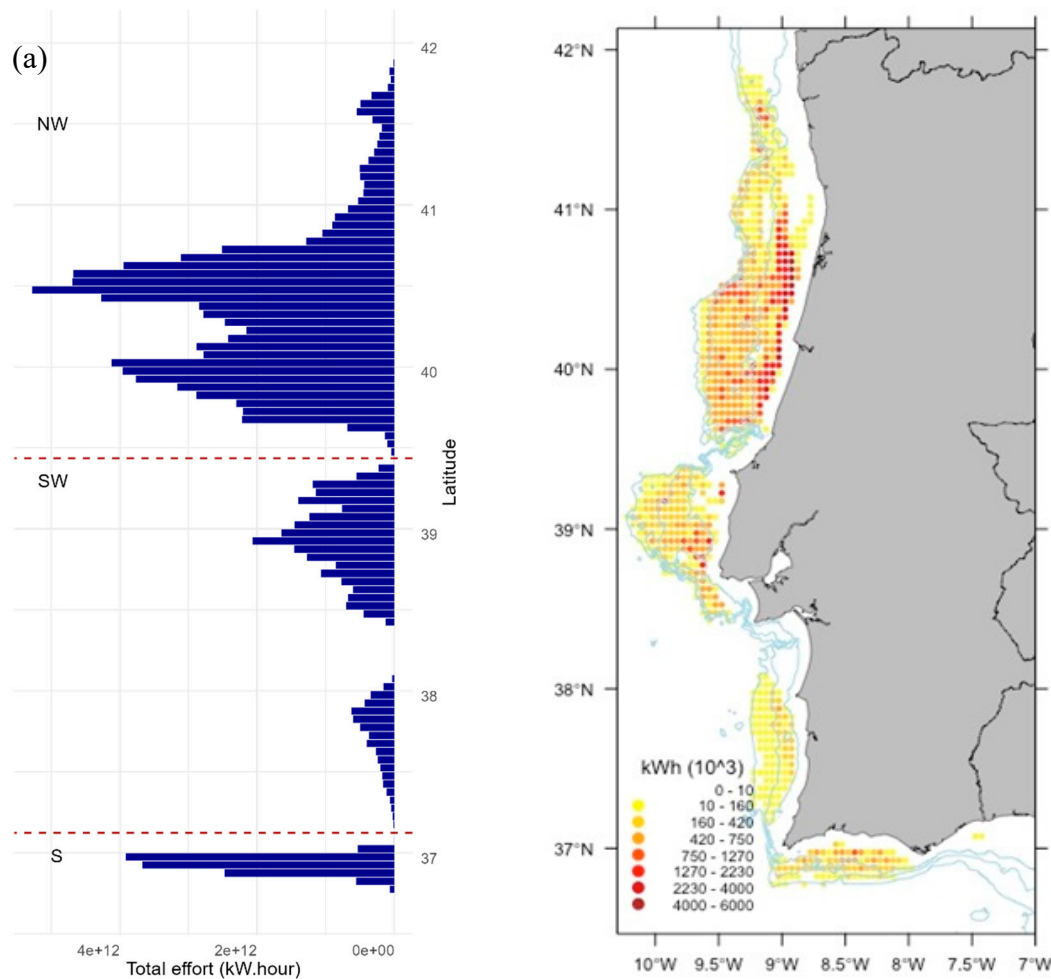 (a)
42
NW
41
40
Latitude
SW
39
38
S
37
4e+12
2e+12
0e+00
Total effort (kW.hour)
42°N
41°N
40°N
39°N
38°N
37°N
kWh (10^3)
0 - 10
10 - 160
160 - 420
420 - 750
750 - 1270
1270 - 2230
2230 - 4000
4000 - 6000
10°W
9.5°W
9°W
8.5°W
8°W
7.5°W
7°W